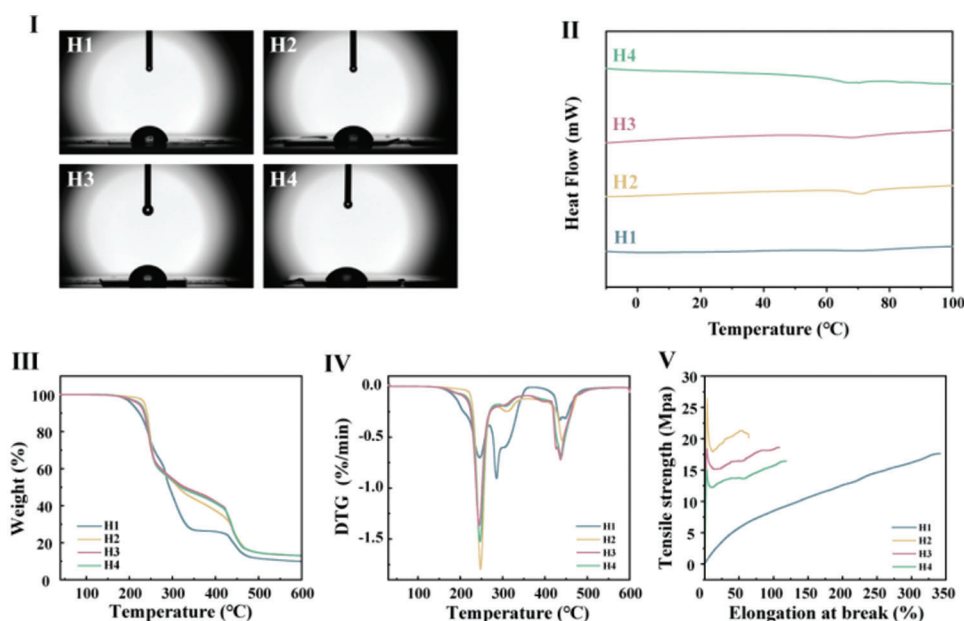 I
H1
H2
H3
H4
II
H4
H3
H2
H1
Heat Flow (mW)
0 20 40 60 80 100
Temperature (℃)
III
100
80
60
40
20
0
Weight (%)
H1
H2
H3
H4
100 200 300 400 500 600
Temperature (℃)
IV
0.0
-0.5
-1.0
-1.5
DTG (%/min)
H1
H2
H3
H4
100 200 300 400 500 600
Temperature (℃)
V
30
25
20
15
10
5
0
Tensile strength (Mpa)
H1
H2
H3
H4
0 50 100 150 200 250 300 350
Elongation at break (%)